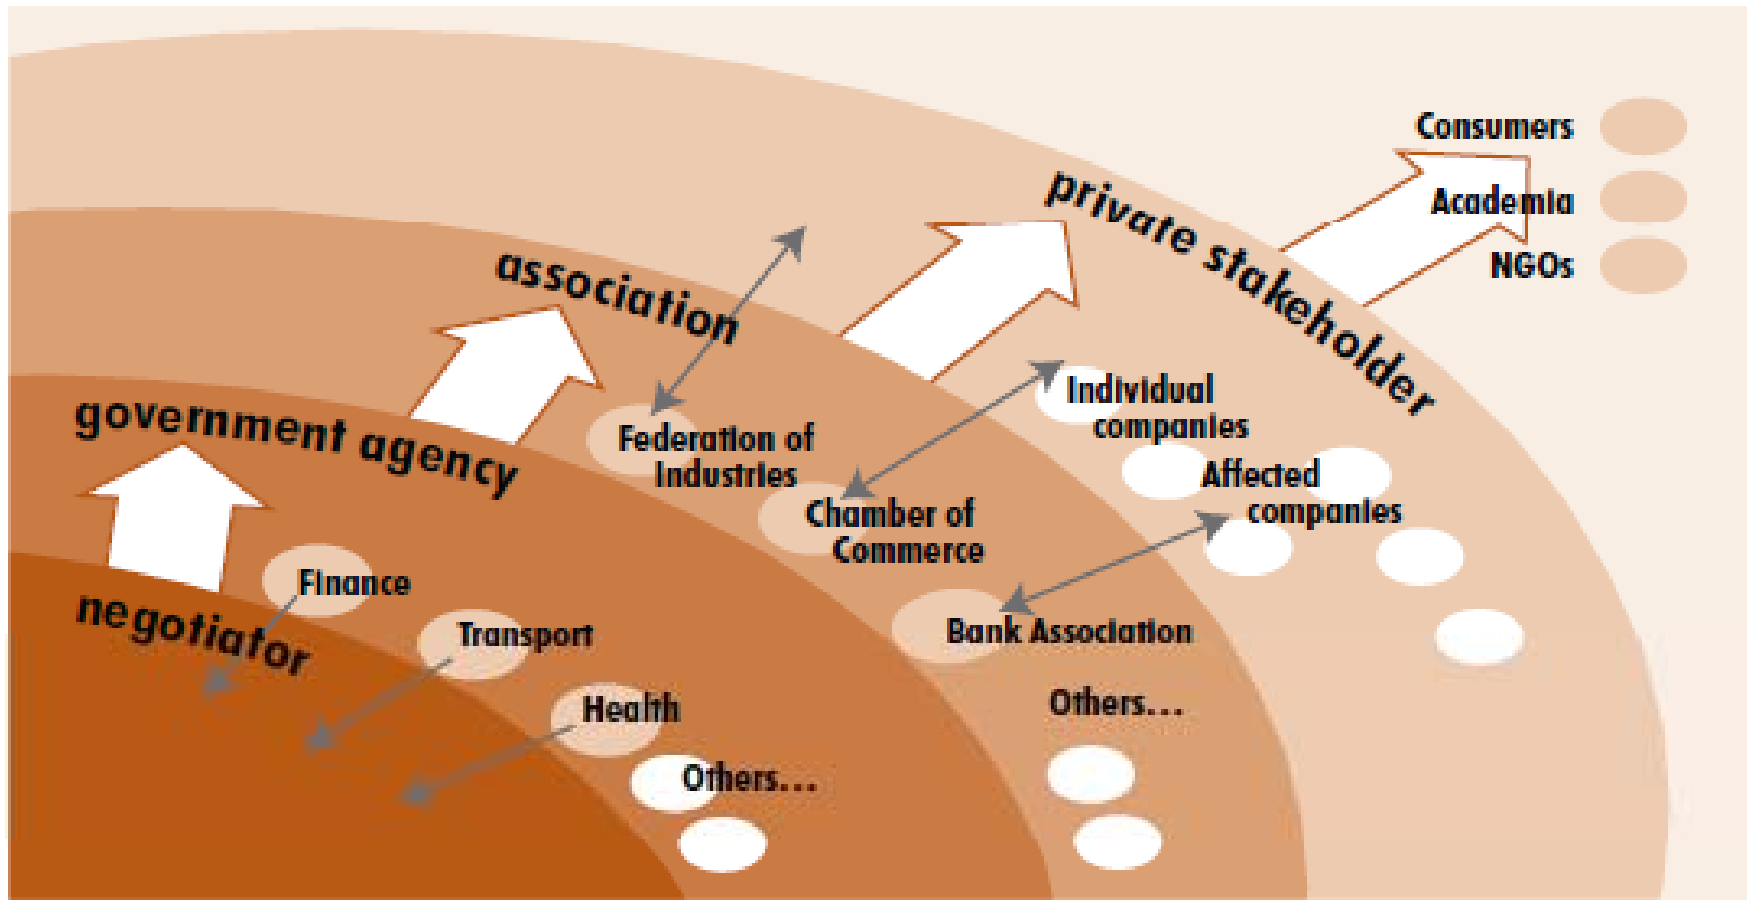 Consumers
Academia
NGOs
private stakeholder
association
Individual
companies
Affected
companies
Federation of
Industries
Chamber of
Commerce
Bank Association
Others...
government agency
Finance
Transport
Health
Others...
negotiator